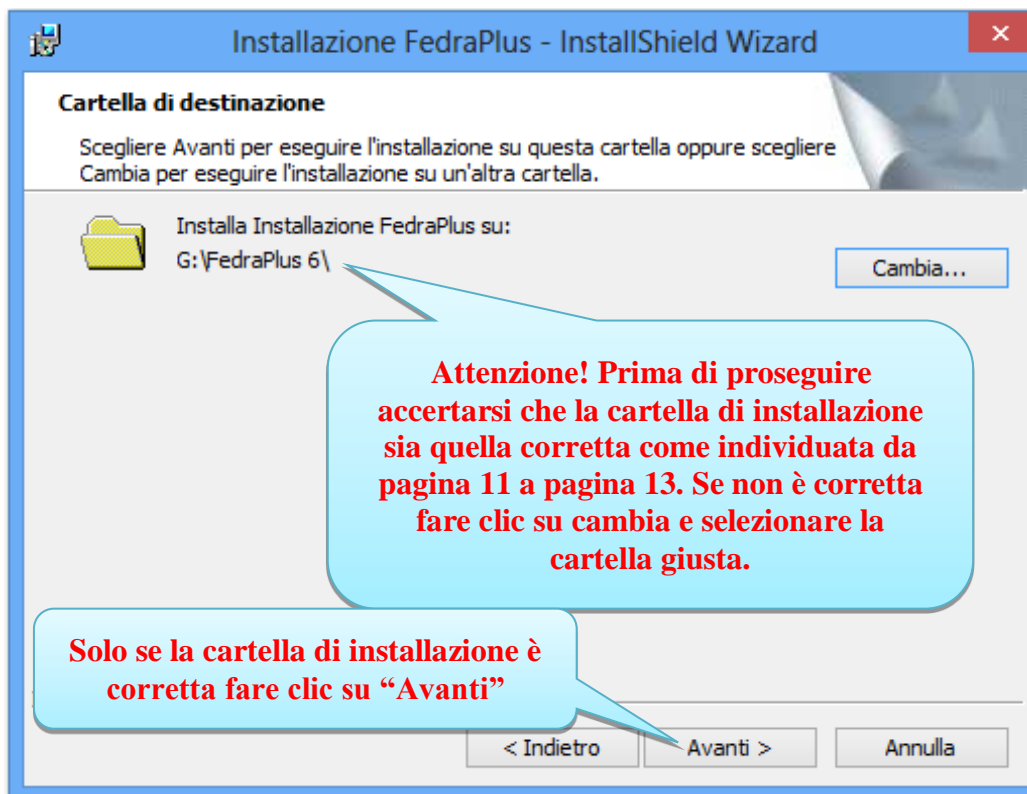 Installazione FedraPlus - InstallShield Wizard
Cartella di destinazione
Scegliere Avanti per eseguire l'installazione su questa cartella oppure scegliere
Cambia per eseguire l'installazione su un'altra cartella.
Installa Installazione FedraPlus su:
G:\FedraPlus 6\
Cambia...
Attenzione! Prima di proseguire
accertarsi che la cartella di installazione
sia quella corretta come individuata da
pagina 11 a pagina 13. Se non è corretta
fare clic su cambia e selezionare la
cartella giusta.
Solo se la cartella di installazione è
corretta fare clic su “Avanti”
< Indietro
Avanti >
Annulla